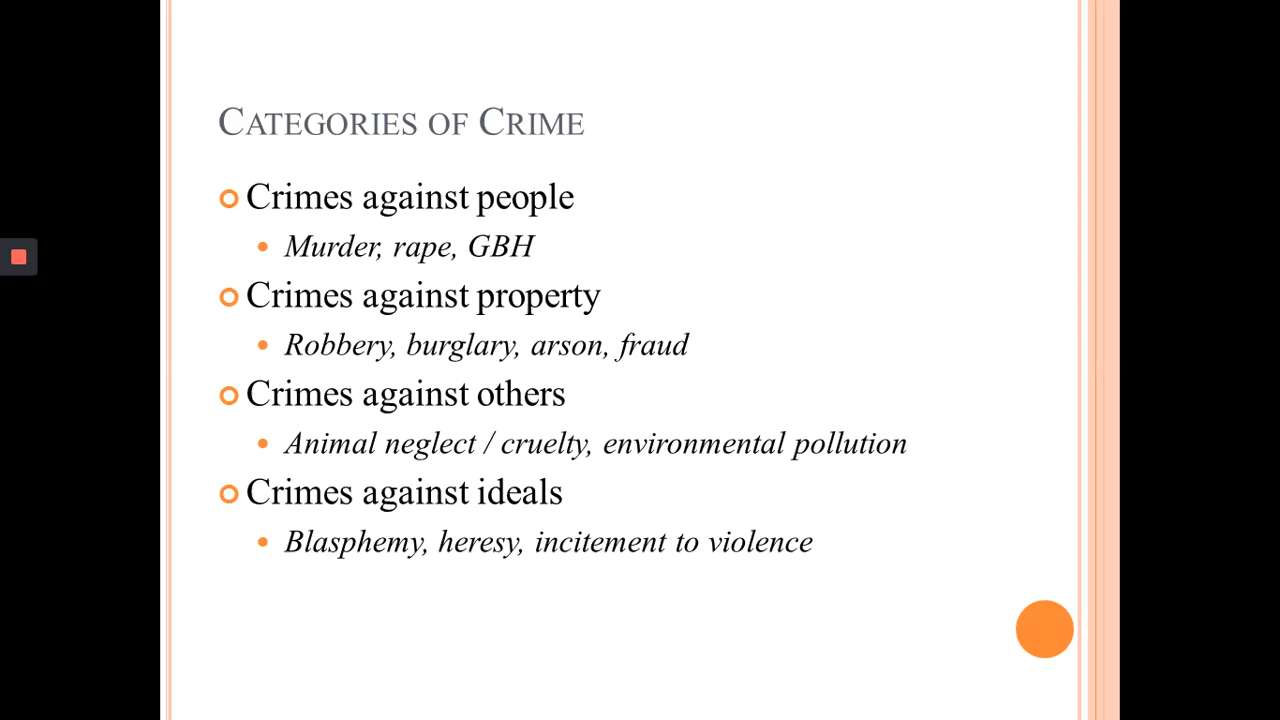 Categories of Crime
Crimes against people
Murder, rape, GBH
Crimes against property
Robbery, burglary, arson, fraud
Crimes against others
Animal neglect / cruelty, environmental pollution
Crimes against ideals
Blasphemy, heresy, incitement to violence